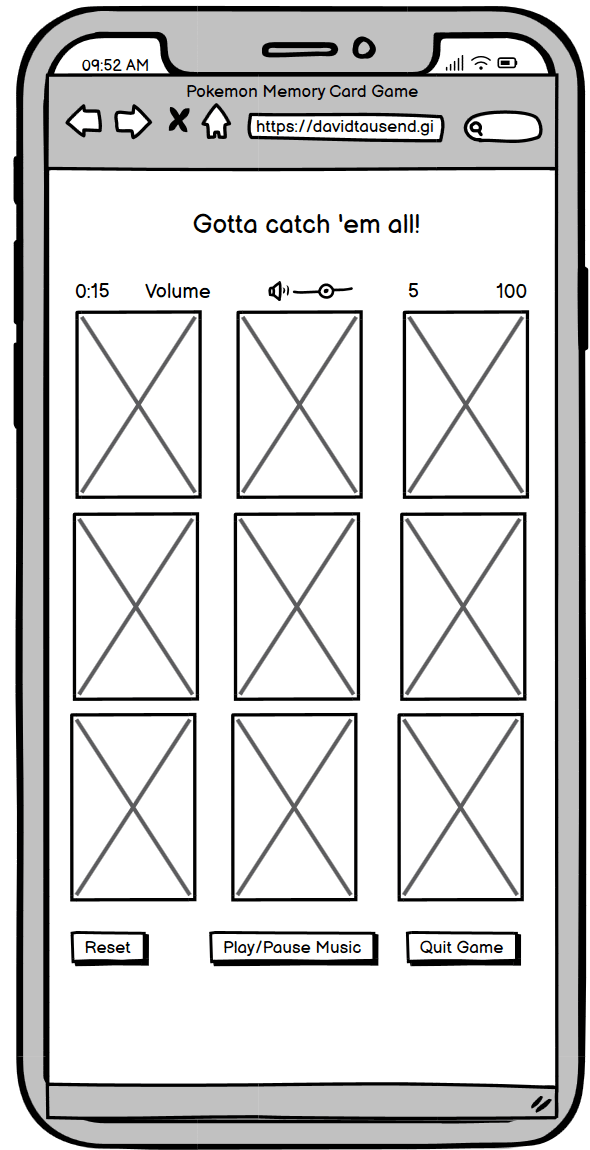 09:52 AM
Pokemon Memory Card Game
https://davidtausend.gi
Gotta catch 'em all!
0:15 Volume 5 100
Reset Play/Pause Music Quit Game